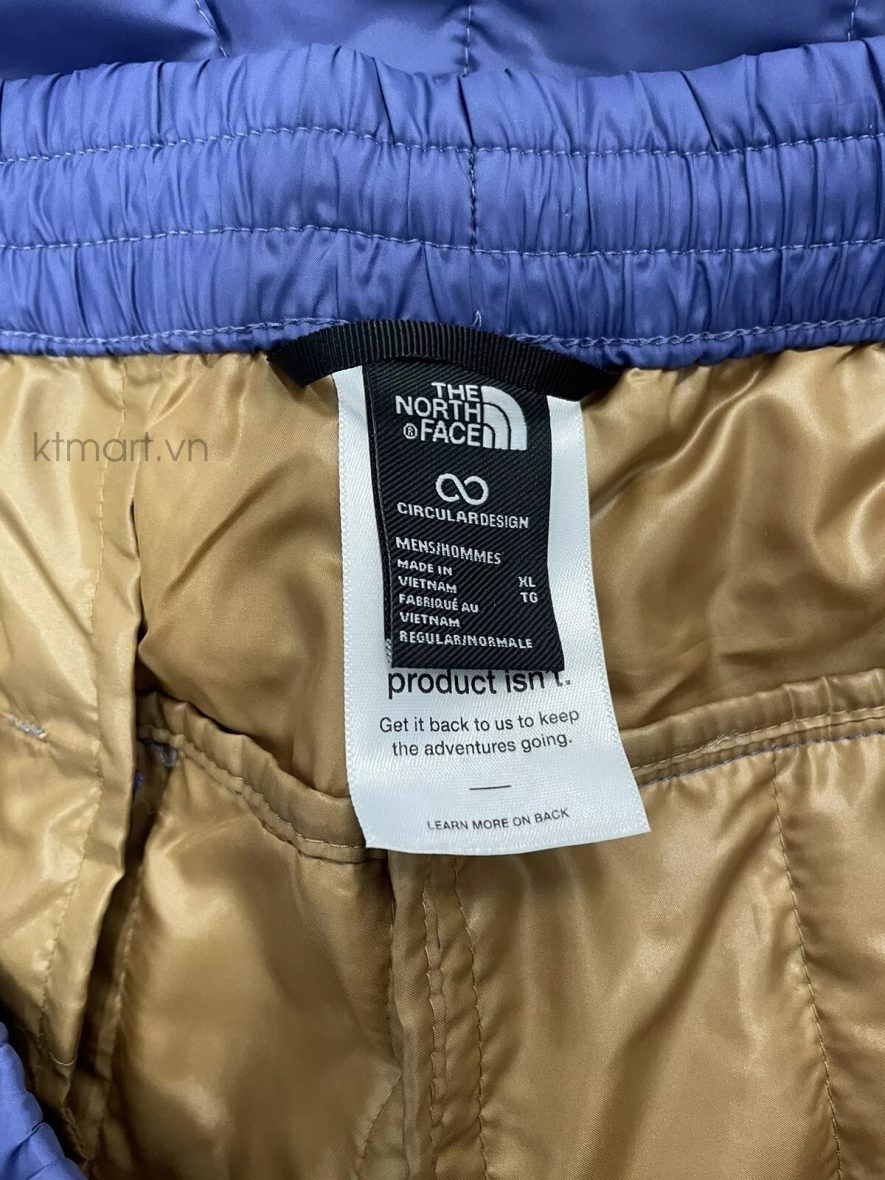 THE
NORTH
® FACE
CIRCULARDESIGN
MENS/HOMMES
MADE IN
VIETNAM XL
FABRIQUÉ AU TG
VIETNAM
REGULAR/NORMALE
product isn't.
Get it back to us to keep
the adventures going.
LEARN MORE ON BACK
ktmart.vn